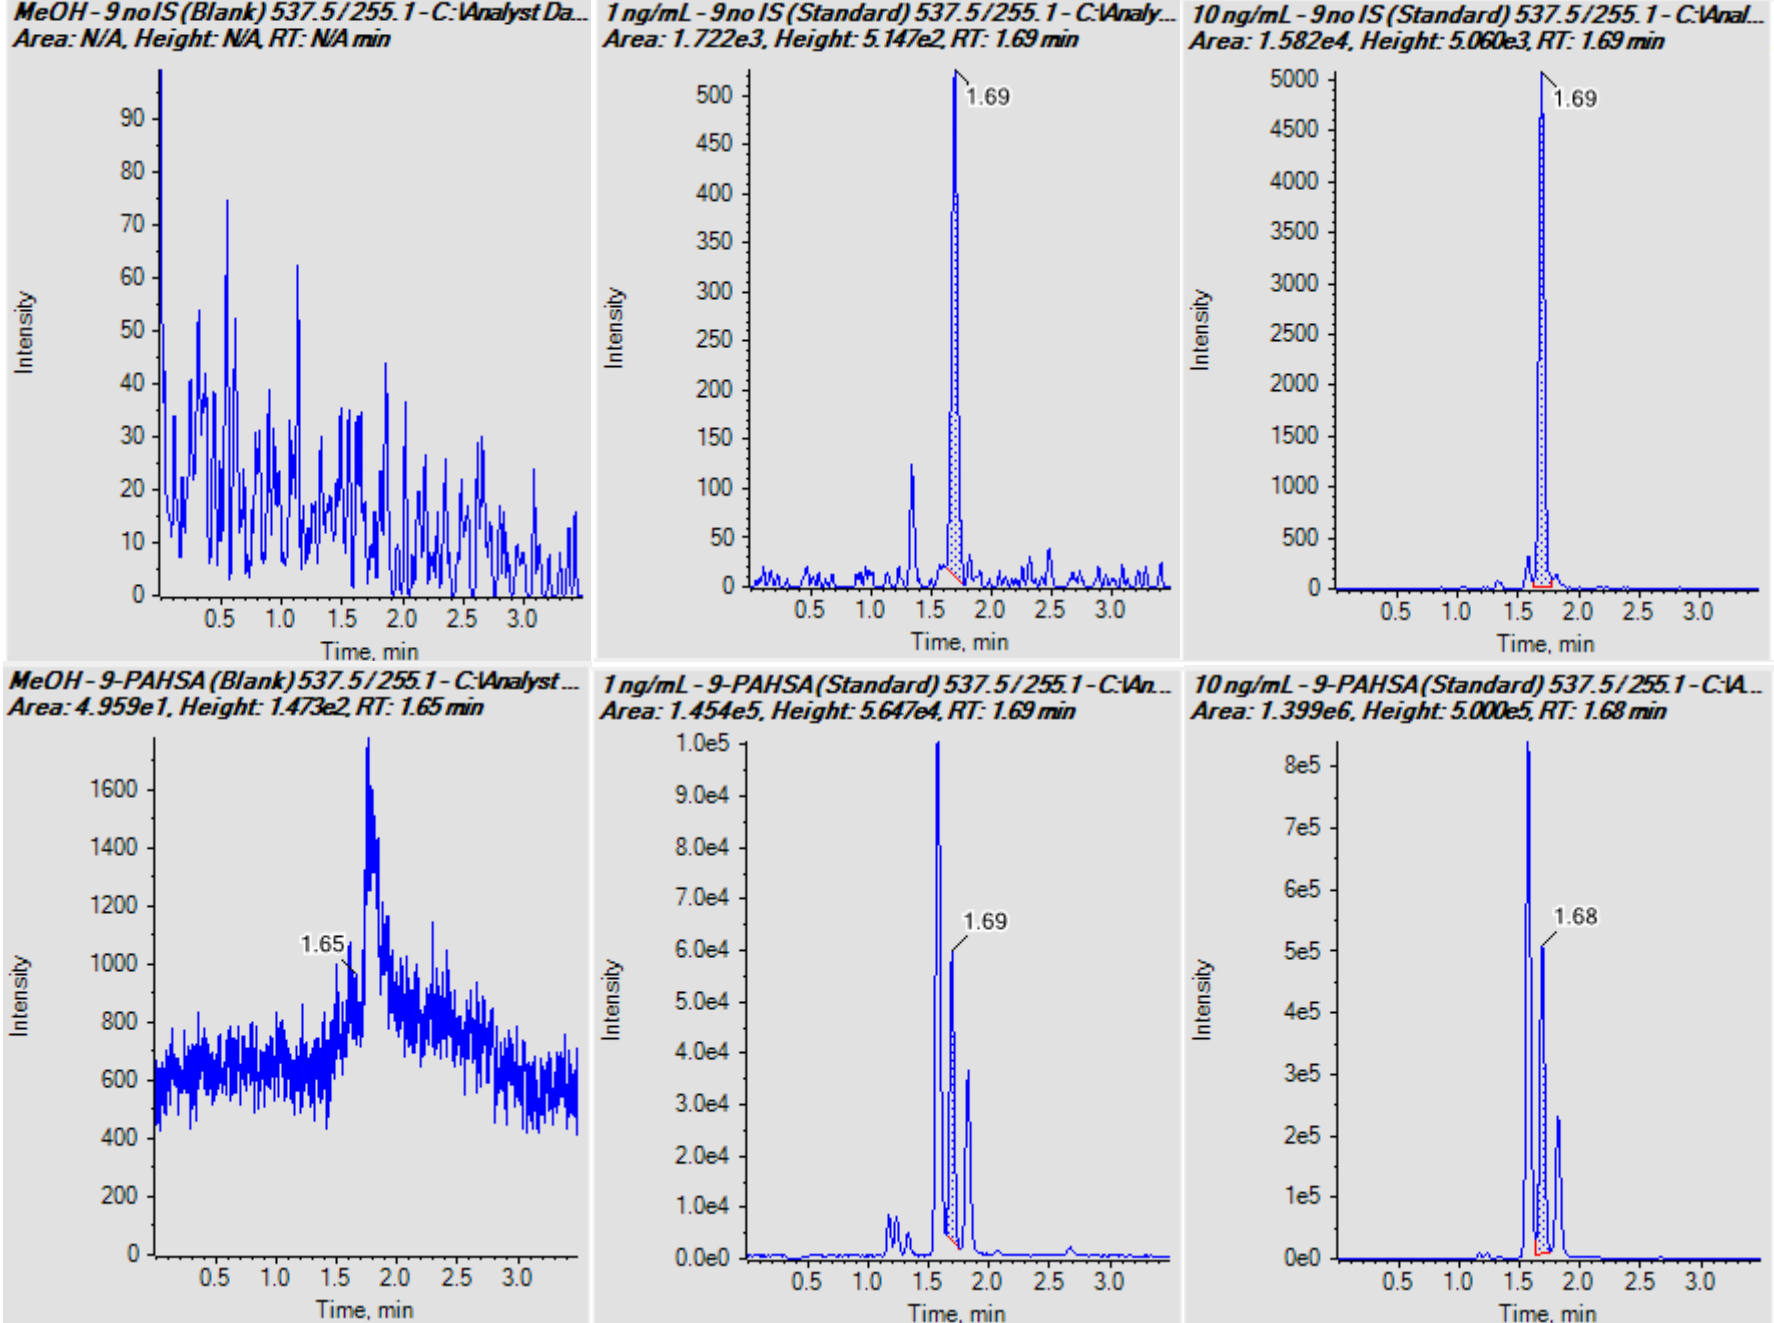 MeOH - 9 no IS (Blank) 537.5 / 255.1 - C:\Analyst Da...
Area: N/A, Height: N/A, RT: N/A min
90
80
70
60
50
40
30
20
10
0
Intensity
0.5 1.0 1.5 2.0 2.5 3.0
Time, min
1 ng/mL - 9 no IS (Standard) 537.5 / 255.1 - C:\Analy...
Area: 1.722e3, Height: 5.147e2, RT: 1.69 min
1.69
500
450
400
350
300
250
200
150
100
50
0
Intensity
0.5 1.0 1.5 2.0 2.5 3.0
Time, min
10 ng/mL - 9 no IS (Standard) 537.5 / 255.1 - C:\Anal...
Area: 1.582e4, Height: 5.060e3, RT: 1.69 min
1.69
5000
4500
4000
3500
3000
2500
2000
1500
1000
500
0
Intensity
0.5 1.0 1.5 2.0 2.5 3.0
Time, min
MeOH - 9-PAHSA (Blank) 537.5 / 255.1 - C:\Analyst ...
Area: 4.959e1, Height: 1.473e2, RT: 1.65 min
1.65
1600
1400
1200
1000
800
600
400
200
0
Intensity
0.5 1.0 1.5 2.0 2.5 3.0
Time, min
1 ng/mL - 9-PAHSA (Standard) 537.5 / 255.1 - C:\An...
Area: 1.454e5, Height: 5.647e4, RT: 1.69 min
1.69
1.0e5
9.0e4
8.0e4
7.0e4
6.0e4
5.0e4
4.0e4
3.0e4
2.0e4
1.0e4
0.0e0
Intensity
0.5 1.0 1.5 2.0 2.5 3.0
Time, min
10 ng/mL - 9-PAHSA (Standard) 537.5 / 255.1 - C:\A...
Area: 1.399e6, Height: 5.000e5, RT: 1.68 min
1.68
8e5
7e5
6e5
5e5
4e5
3e5
2e5
1e5
0e0
Intensity
0.5 1.0 1.5 2.0 2.5 3.0
Time, min